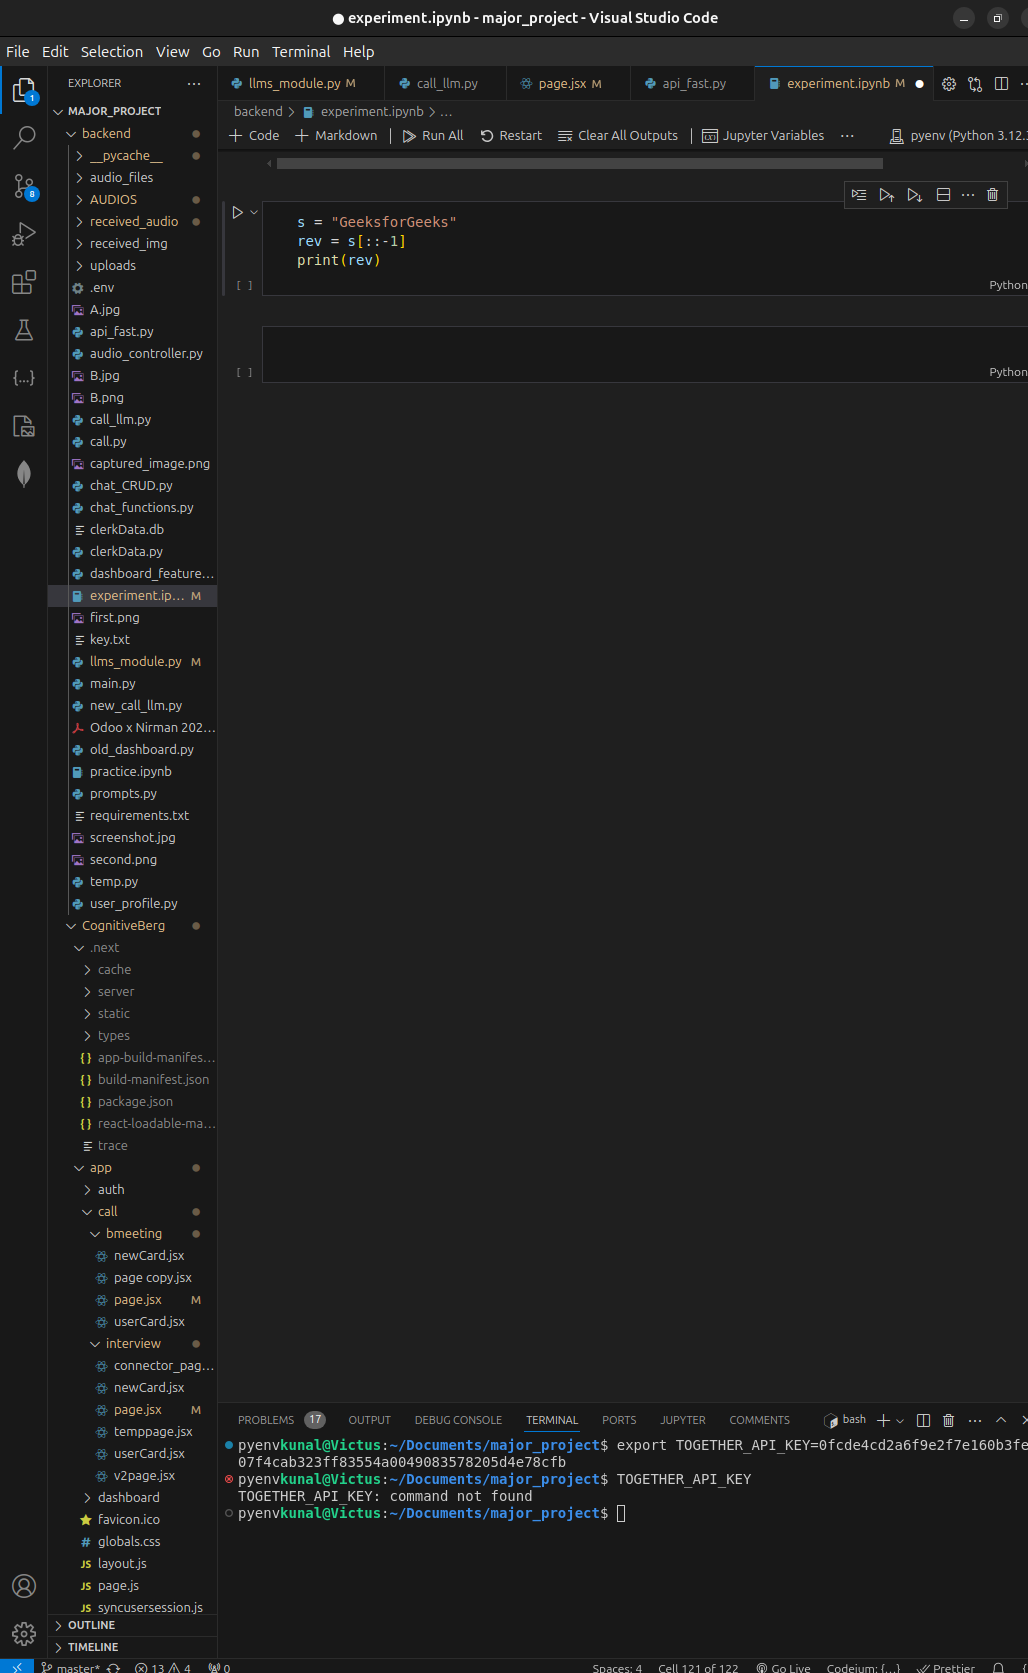 experiment.ipynb - major_project - Visual Studio Code
File Edit Selection View Go Run Terminal Help
EXPLORER
llms_module.py M
call_llm.py
page.jsx M
api_fast.py
experiment.ipynb M
MAJOR_PROJECT
backend > experiment.ipynb > ...
+ Code + Markdown Run All Restart Clear All Outputs Jupyter Variables ... pyenv (Python 3.12.3
backend
__pycache__
audio_files
AUDIOS
received_audio
received_img
uploads
.env
A.jpg
api_fast.py
audio_controller.py
B.jpg
B.png
call_llm.py
call.py
captured_image.png
chat_CRUD.py
chat_functions.py
clerkData.db
clerkData.py
dashboard_feature...
experiment.ip... M
first.png
key.txt
llms_module.py M
main.py
new_call_llm.py
Odoo x Nirman 202...
old_dashboard.py
practice.ipynb
prompts.py
requirements.txt
screenshot.jpg
second.png
temp.py
user_profile.py
CognitiveBerg
.next
cache
server
static
types
app-build-manifes...
build-manifest.json
package.json
react-loadable-ma...
trace
app
auth
call
bmeeting
newCard.jsx
page copy.jsx
page.jsx M
userCard.jsx
interview
connector_pag...
newCard.jsx
page.jsx M
temppage.jsx
userCard.jsx
v2page.jsx
dashboard
favicon.ico
globals.css
layout.js
page.js
syncusersession.js
OUTLINE
TIMELINE
s = "GeeksforGeeks"
rev = s[::-1]
print(rev)
[ ] Python
[ ] Python
PROBLEMS 17 OUTPUT DEBUG CONSOLE TERMINAL PORTS JUPYTER COMMENTS bash
pyenvkunal@Victus:~/Documents/major_project$ export TOGETHER_API_KEY=0fcde4cd2a6f9e2f7e160b3fe
07f4cab323ff83554a0049083578205d4e78cfb
pyenvkunal@Victus:~/Documents/major_project$ TOGETHER_API_KEY
TOGETHER_API_KEY: command not found
pyenvkunal@Victus:~/Documents/major_project$
master* 13 4 0 Spaces: 4 Cell 121 of 122 Go Live Codeium: {...} Prettier